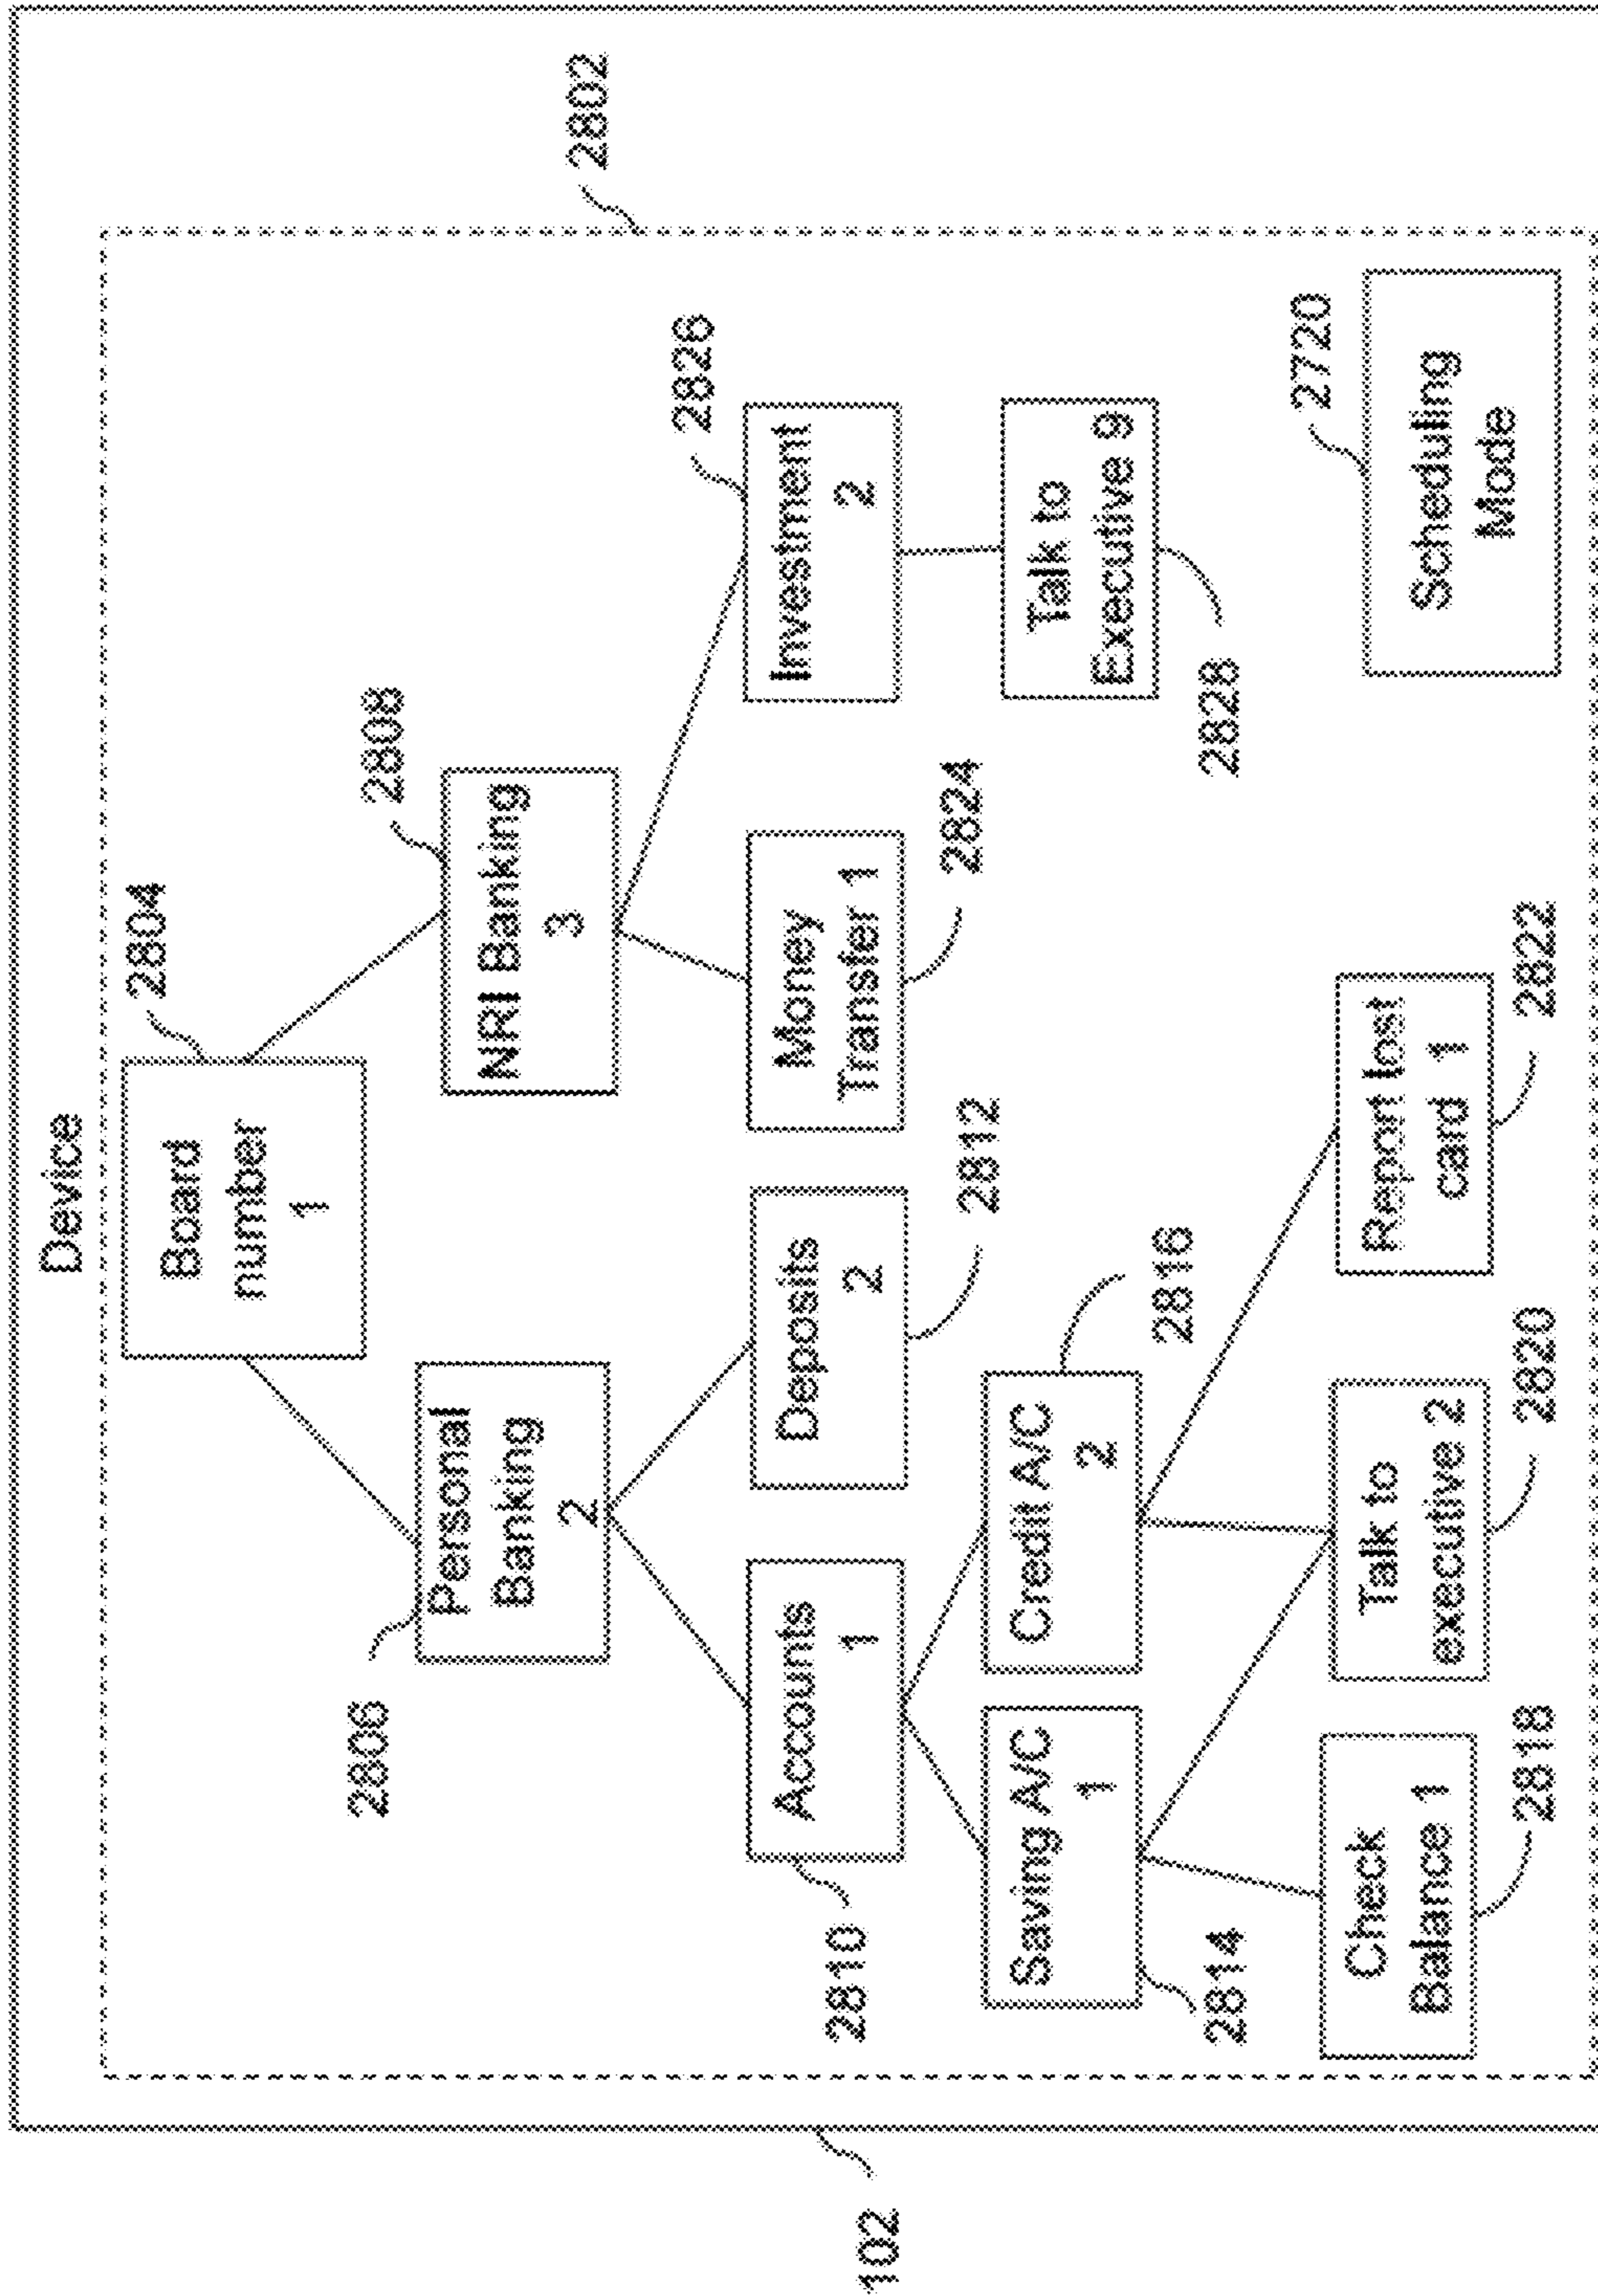 Device
2804
Board
number
1
2802
2806
Personal
Banking
2
2808
NRI Banking
3
2810
Accounts
1
Deposits
2
2812
Money
Transfer 1
2824
2826
Investment
2
Saving A/C
1
2814
Credit A/C
2
2816
Talk to
Executive 9
2828
Check
Balance 1
2818
Talk to
executive 2
2820
Report lost
card 1
2822
2720
Scheduling
Mode
102